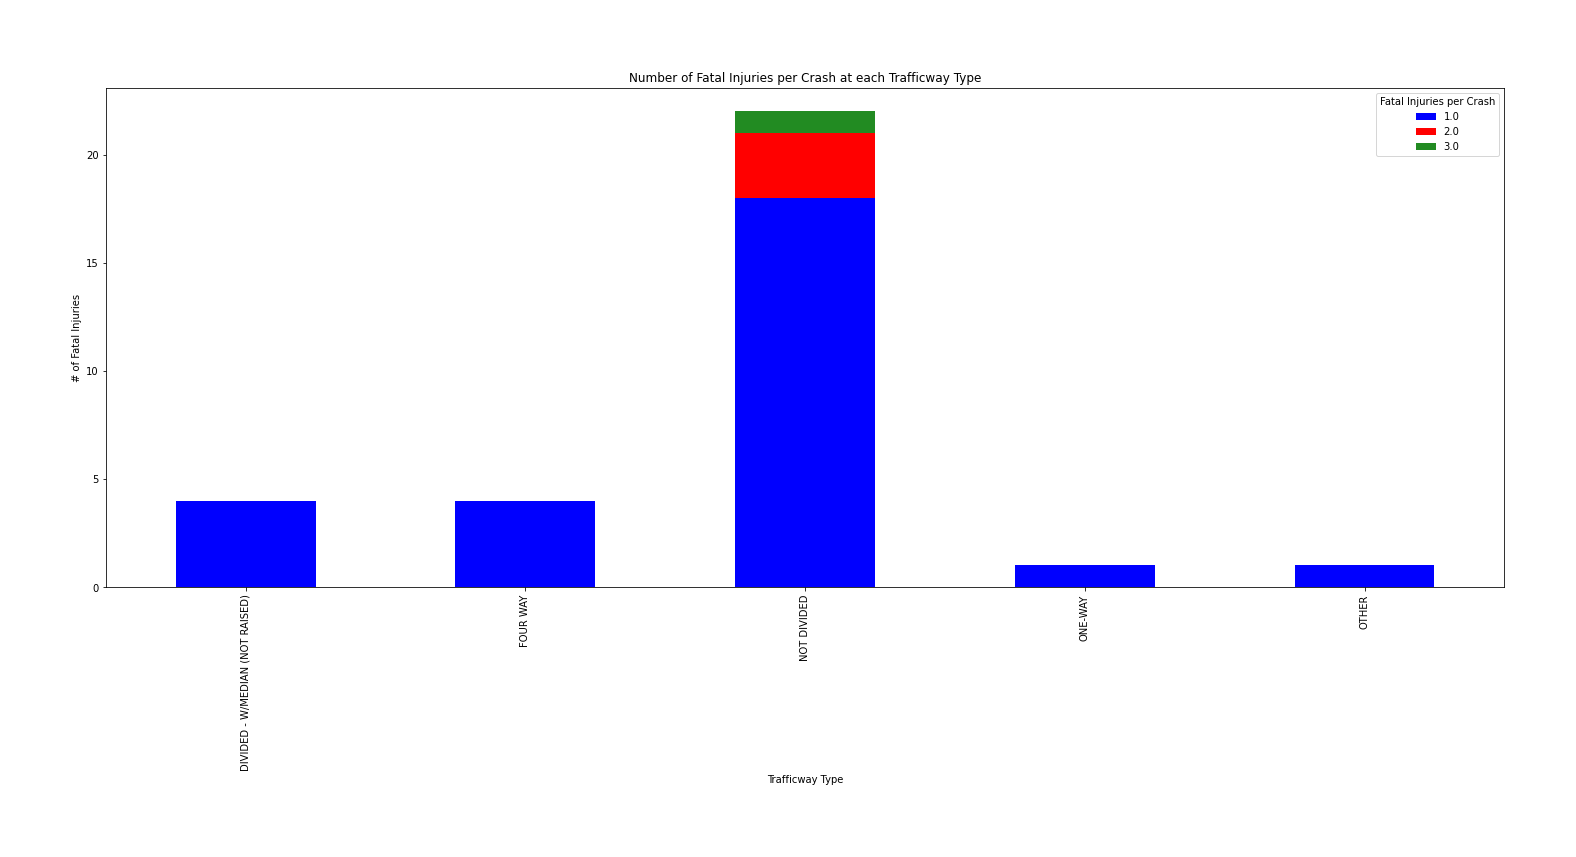 Number of Fatal Injuries per Crash at each Trafficway Type
Fatal Injuries per Crash
1.0
2.0
3.0
# of Fatal Injuries
20
15
10
5
0
DIVIDED - W/MEDIAN (NOT RAISED)
FOUR WAY
NOT DIVIDED
ONE-WAY
OTHER
Trafficway Type